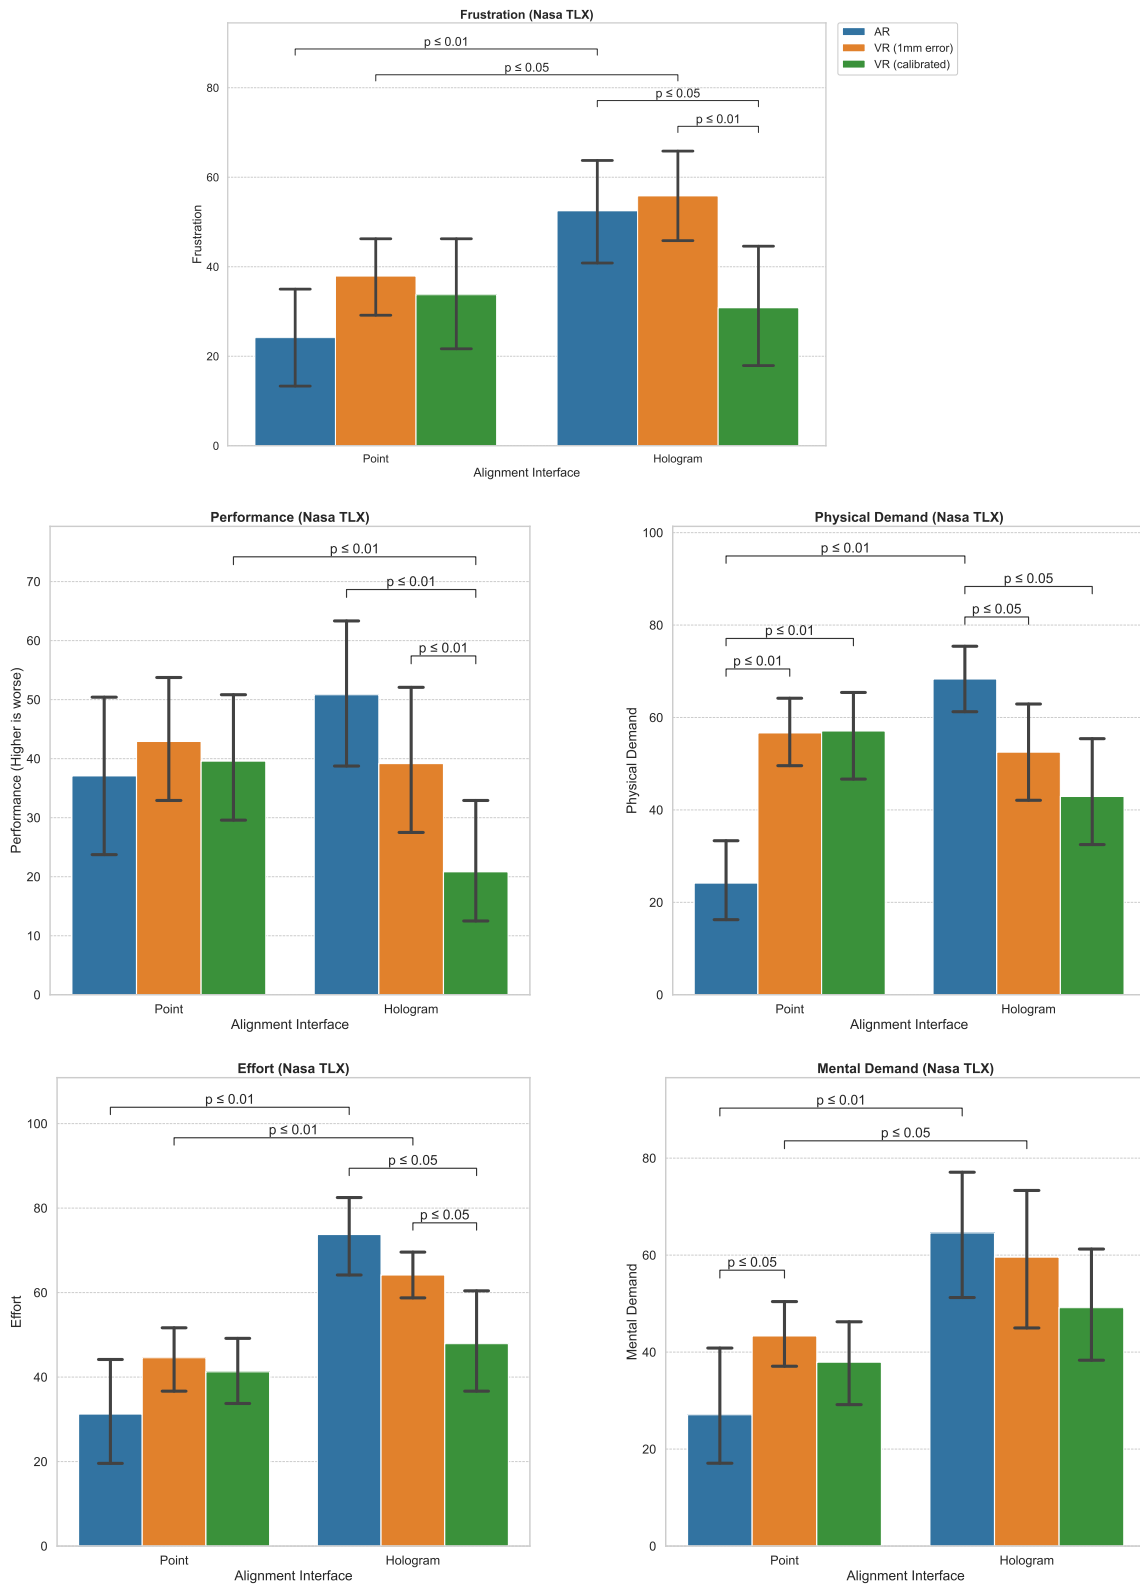 Frustration (Nasa TLX)
AR
VR (1mm error)
VR (calibrated)
p ≤ 0.01
p ≤ 0.05
p ≤ 0.05
p ≤ 0.01
80
60
40
20
0
Frustration
Point
Hologram
Alignment Interface
Performance (Nasa TLX)
p ≤ 0.01
p ≤ 0.01
p ≤ 0.01
70
60
50
40
30
20
10
0
Performance (Higher is worse)
Point
Hologram
Alignment Interface
Physical Demand (Nasa TLX)
100
p ≤ 0.01
p ≤ 0.05
p ≤ 0.05
p ≤ 0.01
p ≤ 0.01
80
60
40
20
0
Physical Demand
Point
Hologram
Alignment Interface
Effort (Nasa TLX)
p ≤ 0.01
p ≤ 0.01
p ≤ 0.05
p ≤ 0.05
100
80
60
40
20
0
Effort
Point
Hologram
Alignment Interface
Mental Demand (Nasa TLX)
p ≤ 0.01
p ≤ 0.05
p ≤ 0.05
80
60
40
20
0
Mental Demand
Point
Hologram
Alignment Interface